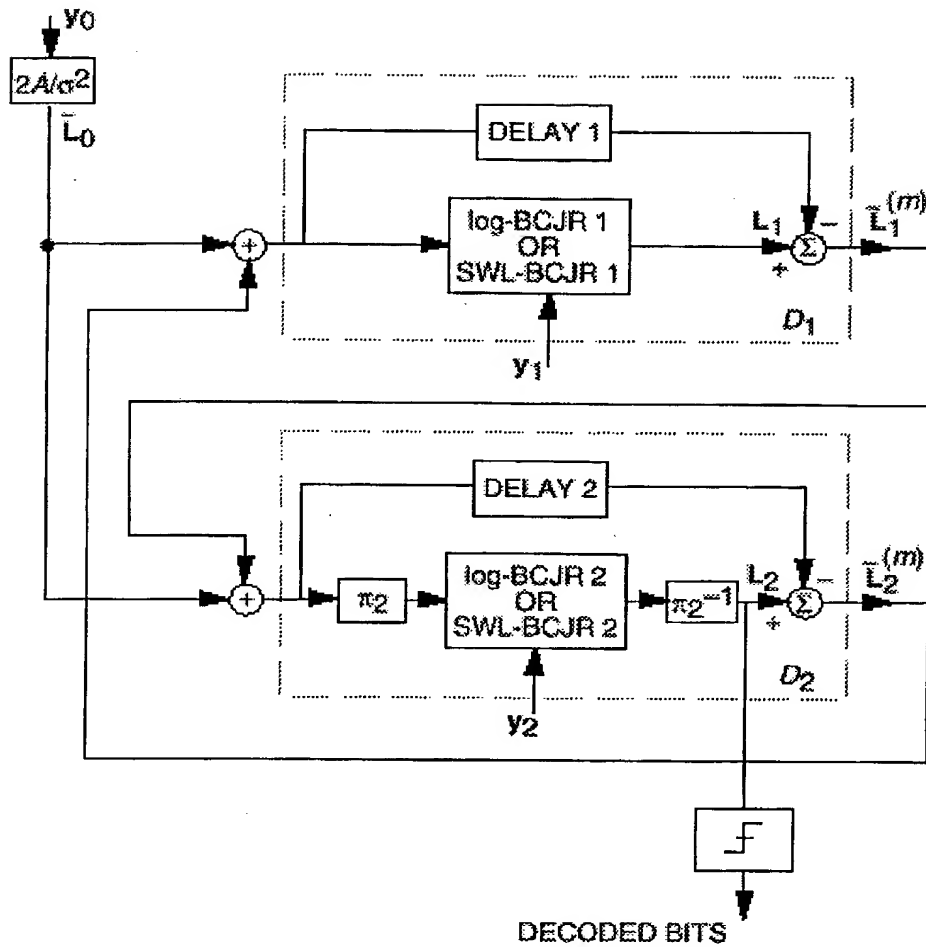 y0
2A/σ²
L̃0
DELAY 1
log-BCJR 1
OR
SWL-BCJR 1
L1
−
+
Σ
+
L̃1(m)
D1
y1
DELAY 2
+
π2
log-BCJR 2
OR
SWL-BCJR 2
π2−1
L2
−
+
Σ
L̃2(m)
D2
y2
DECODED BITS